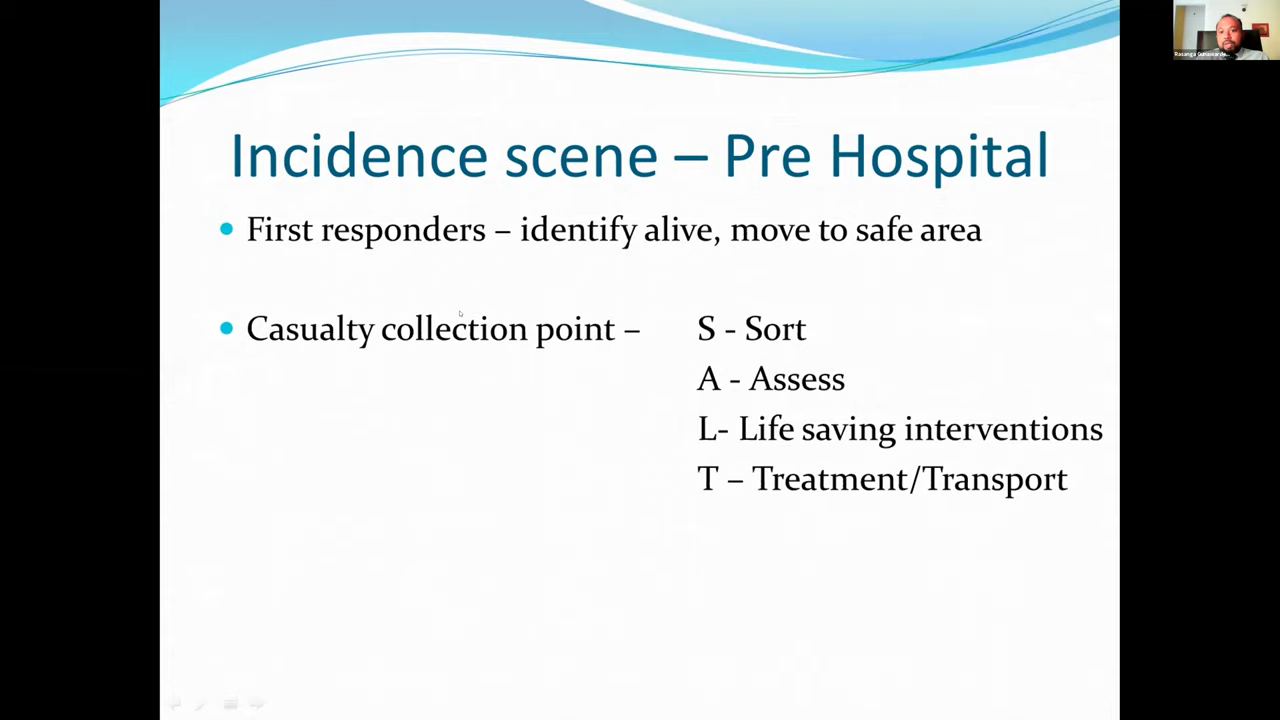 Incidence scene – Pre Hospital
• First responders – identify alive, move to safe area
• Casualty collection point – S - Sort
A - Assess
L- Life saving interventions
T – Treatment/Transport